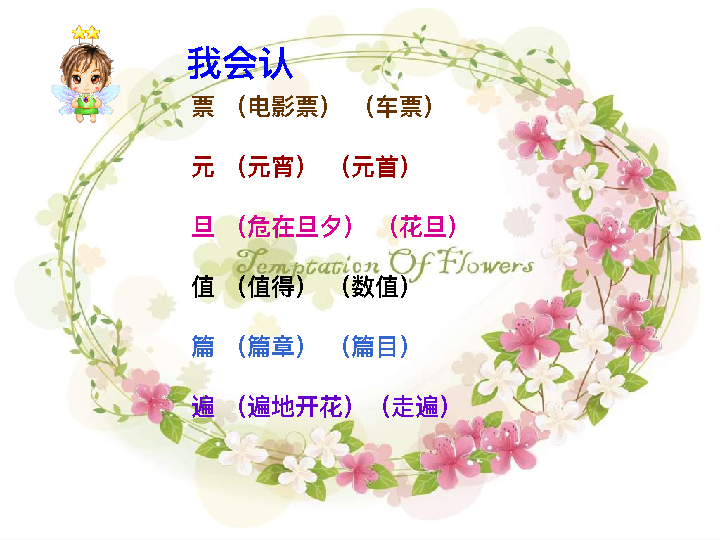 我会认
票 （电影票） （车票）
元 （元宵） （元首）
旦 （危在旦夕） （花旦）
Temptation Of Flowers
值 （值得） （数值）
篇 （篇章） （篇目）
遍 （遍地开花） （走遍）